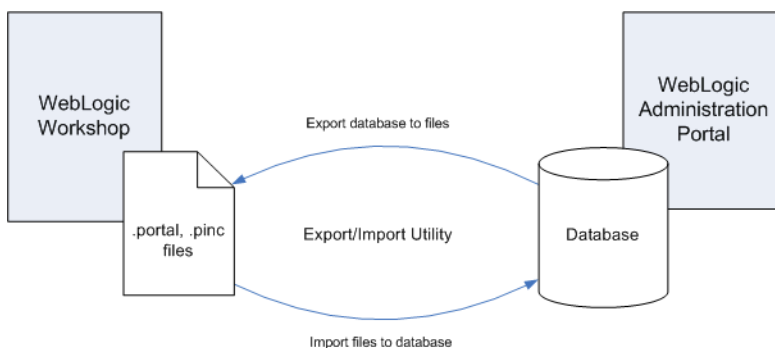 WebLogic
Workshop
WebLogic
Administration
Portal
Export database to files
.portal, .pinc
files
Export/Import Utility
Database
Import files to database